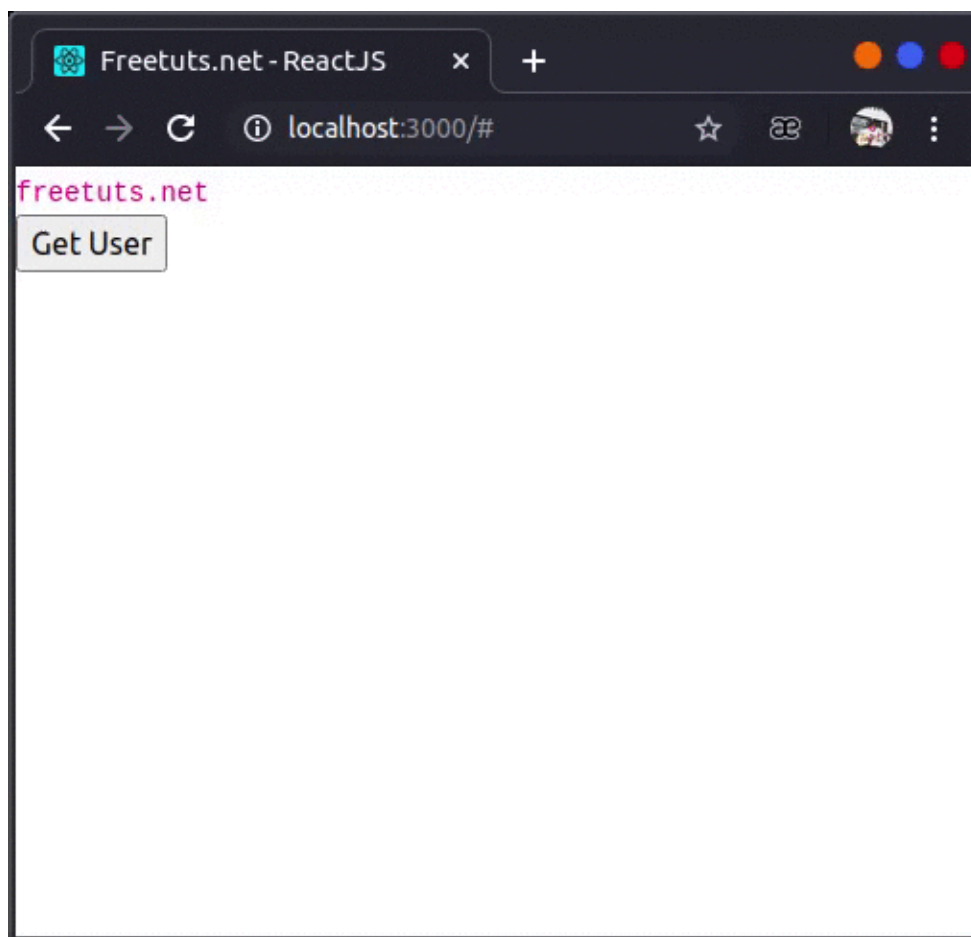 Freetuts.net - ReactJS
localhost:3000/#
æ
freetuts.net
Get User